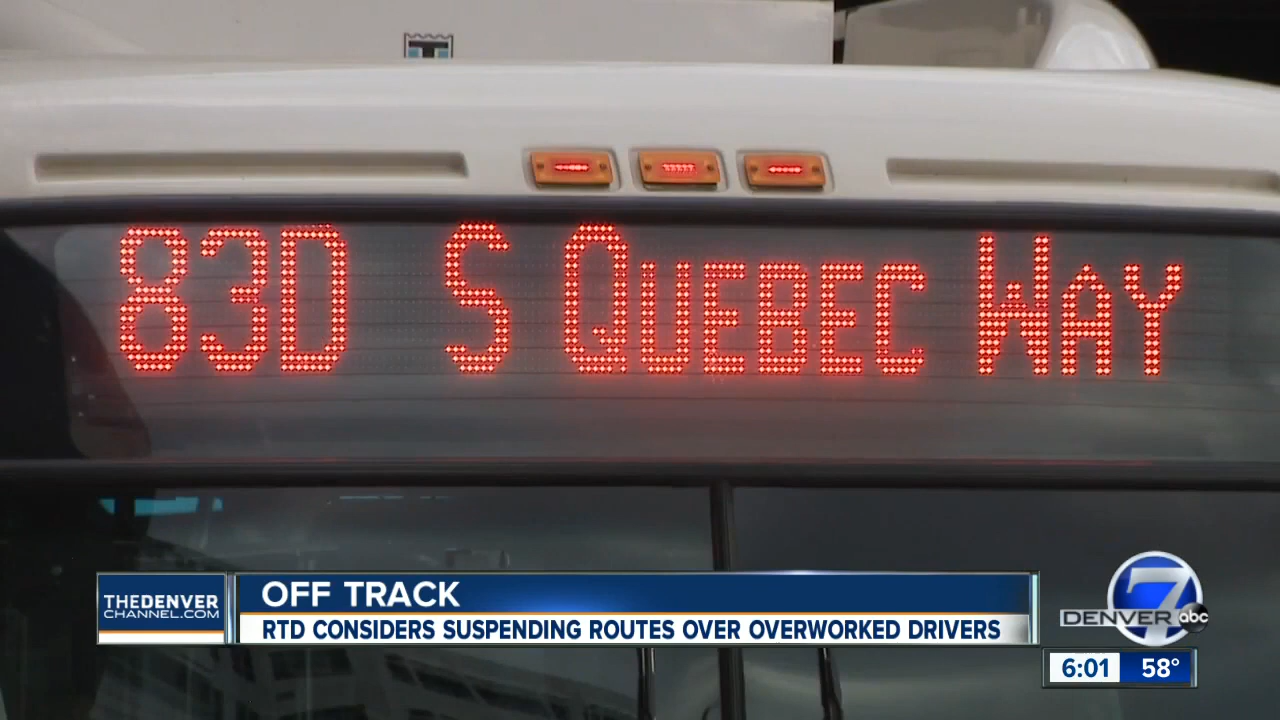 83D S QUEBEC WAY
THEDENVER
CHANNEL.COM
OFF TRACK
RTD CONSIDERS SUSPENDING ROUTES OVER OVERWORKED DRIVERS
7
DENVER
abc
6:01 58°